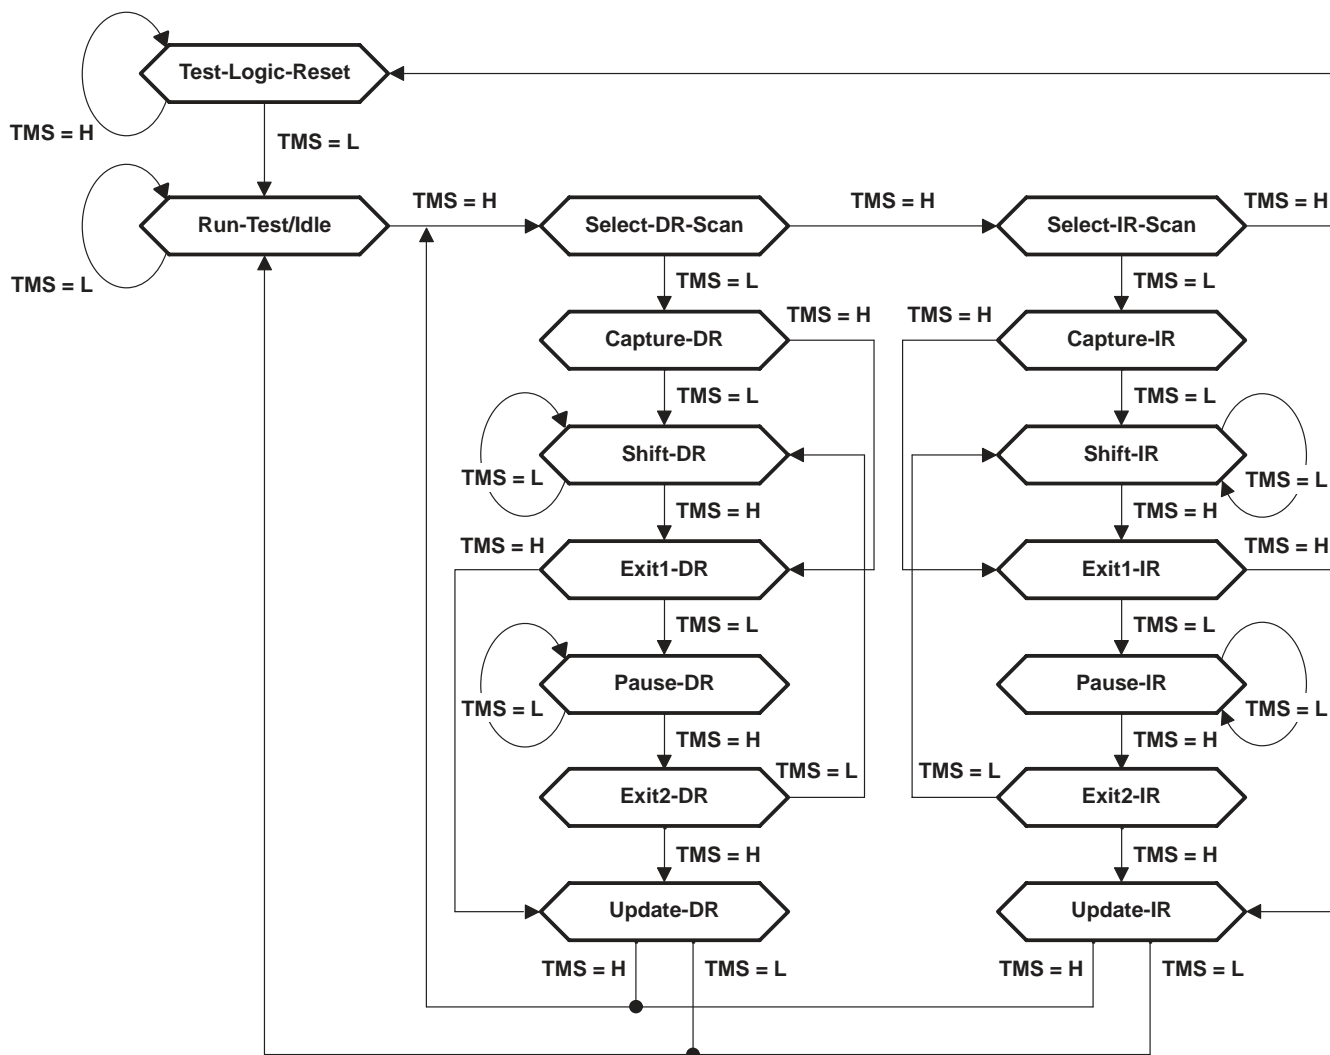 Test-Logic-Reset
TMS = H
TMS = L
TMS = H
TMS = H
TMS = H
Run-Test/Idle
Select-DR-Scan
Select-IR-Scan
TMS = L
TMS = L
TMS = L
TMS = H
TMS = H
Capture-DR
Capture-IR
TMS = L
TMS = L
Shift-DR
Shift-IR
TMS = L
TMS = L
TMS = H
TMS = H
TMS = H
TMS = H
Exit1-DR
Exit1-IR
TMS = L
TMS = L
Pause-DR
Pause-IR
TMS = L
TMS = L
TMS = H
TMS = H
TMS = L
TMS = L
Exit2-DR
Exit2-IR
TMS = H
TMS = H
Update-DR
Update-IR
TMS = H
TMS = L
TMS = H
TMS = L